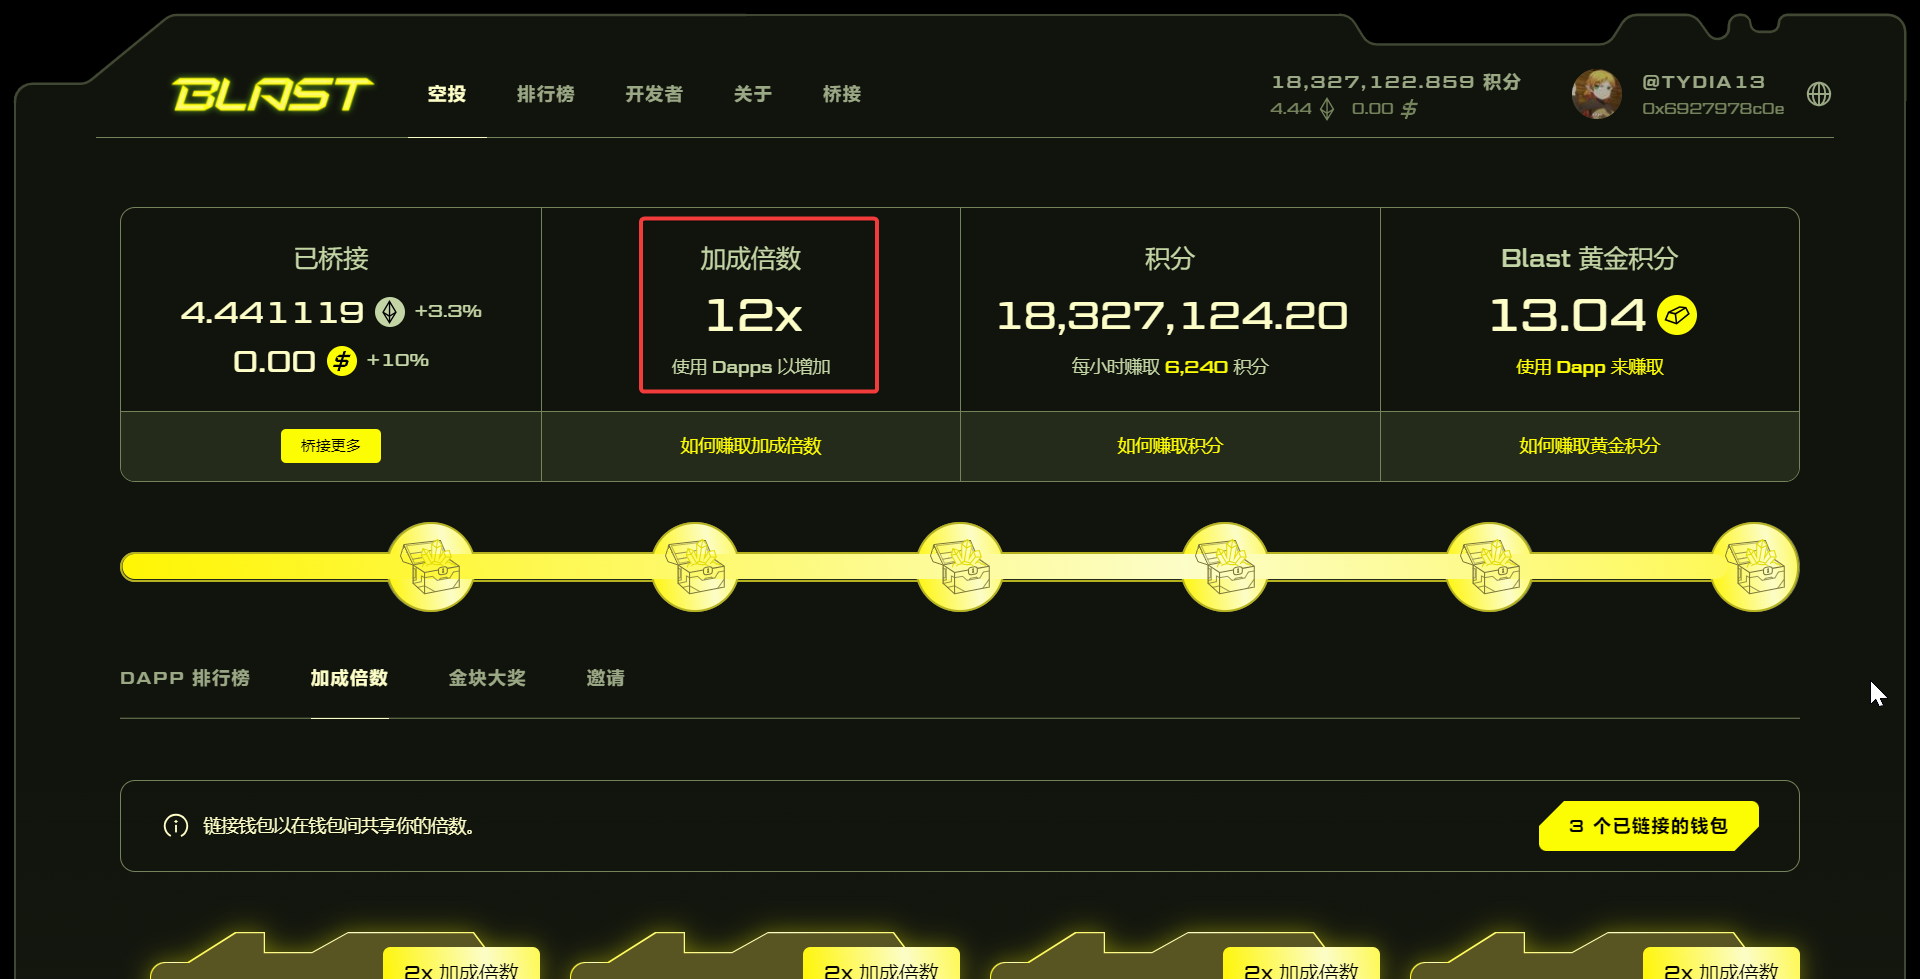 BLAST
空投 排行榜 开发者 关于 桥接
18,327,122.859 积分
4.44 0.00 $
@TYDIA13
0x6927978c0e
已桥接
4.441119 +3.3%
0.00 $ +10%
桥接更多
加成倍数
12x
使用 Dapps 以增加
如何赚取加成倍数
积分
18,327,124.20
每小时赚取 6,240 积分
如何赚取积分
Blast 黄金积分
13.04
使用 Dapp 来赚取
如何赚取黄金积分
DAPP 排行榜 加成倍数 金块大奖 邀请
链接钱包以在钱包间共享你的倍数。
3 个已链接的钱包
2x 加成倍数
2x 加成倍数
2x 加成倍数
2x 加成倍数